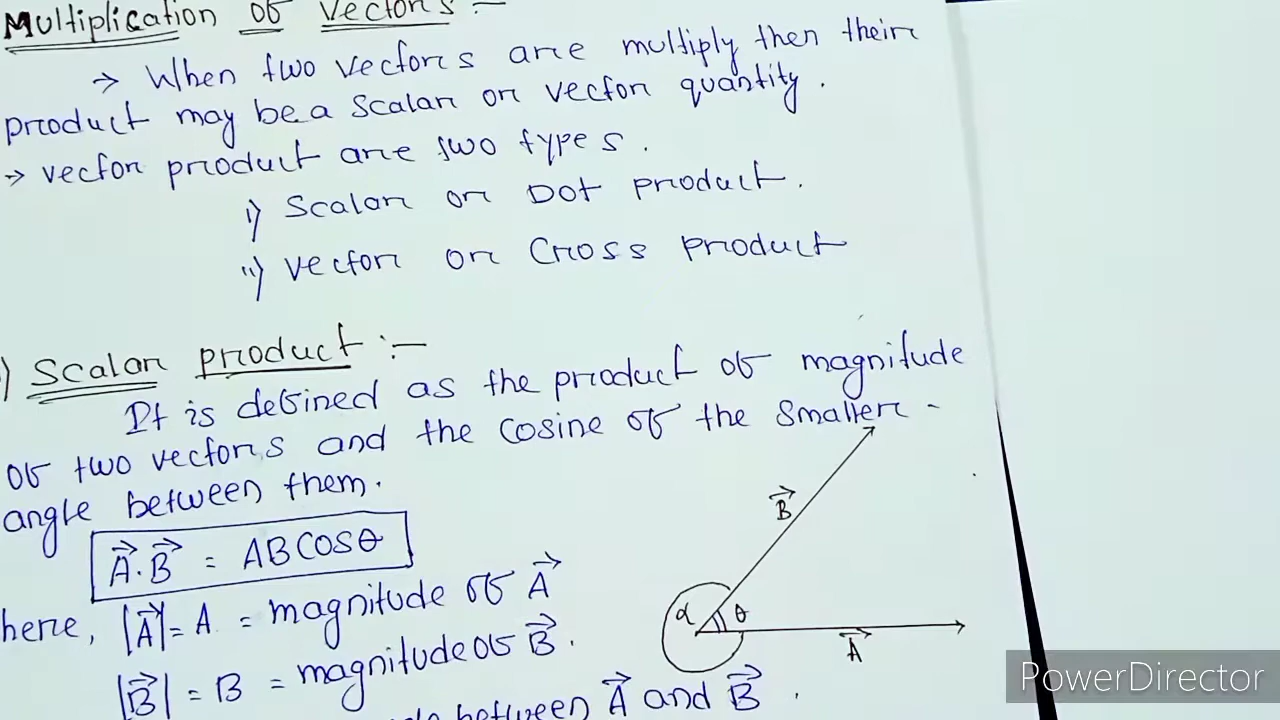 Multiplication of vectors :-
→ When two vectors are multiply then their
product may be a scalar or vector quantity.
→ vector product are two types.
i) Scalar or Dot product.
ii) Vector or Cross product
) Scalar product :-
It is defined as the product of magnitude
of two vectors and the cosine of the smaller -
angle between them.
A⃗.B⃗ = ABCOSθ
here, |A⃗| = A = magnitude of A⃗
|B⃗| = B = magnitude of B⃗.
between A⃗ and B⃗.
B⃗
α θ
A⃗
PowerDirector